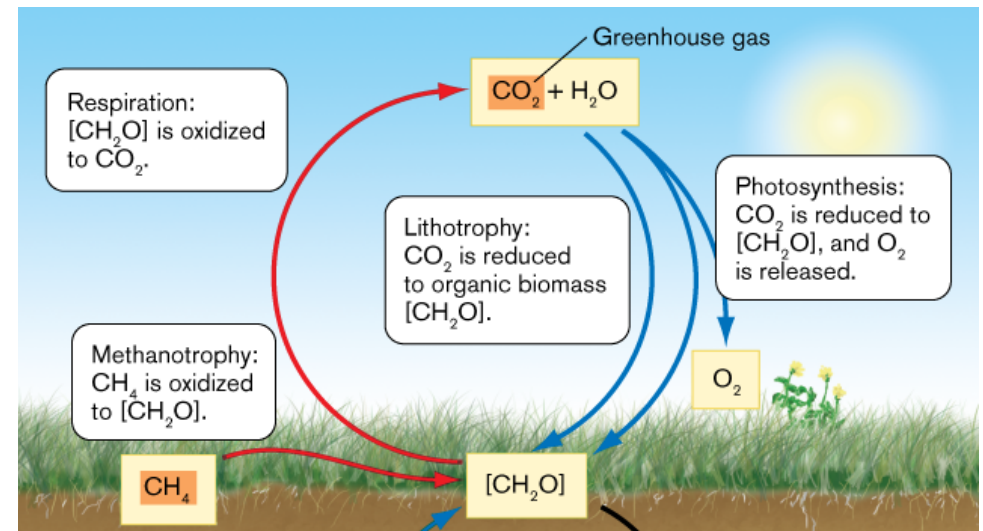 Greenhouse gas
CO₂ + H₂O
Respiration:
[CH₂O] is oxidized
to CO₂.
Photosynthesis:
CO₂ is reduced to
[CH₂O], and O₂
is released.
Lithotrophy:
CO₂ is reduced
to organic biomass
[CH₂O].
Methanotrophy:
CH₄ is oxidized
to [CH₂O].
O₂
CH₄
[CH₂O]